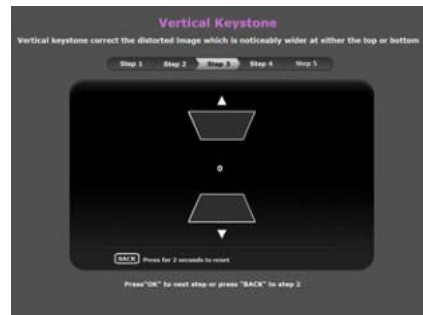 Vertical Keystone
Vertical keystone correct the distorted image which is noticeably wider at either the top or bottom
Step 1 Step 2 Step 3 Step 4 Step 5
0
BACK Press for 2 seconds to reset
Press"OK" to next step or press "BACK" to step 2